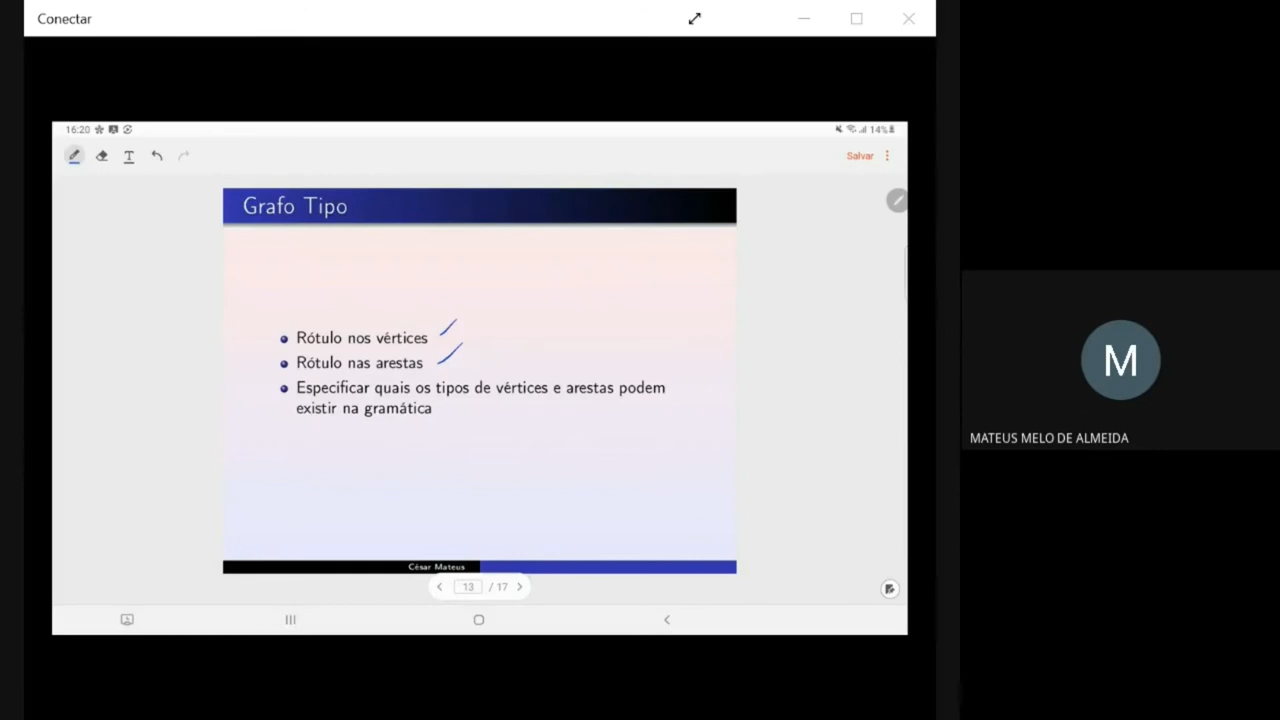 Conectar
16:20
14%
T
Salvar
Grafo Tipo
Rótulo nos vértices
Rótulo nas arestas
Especificar quais os tipos de vértices e arestas podem
existir na gramática
César Mateus
13 / 17
M
MATEUS MELO DE ALMEIDA